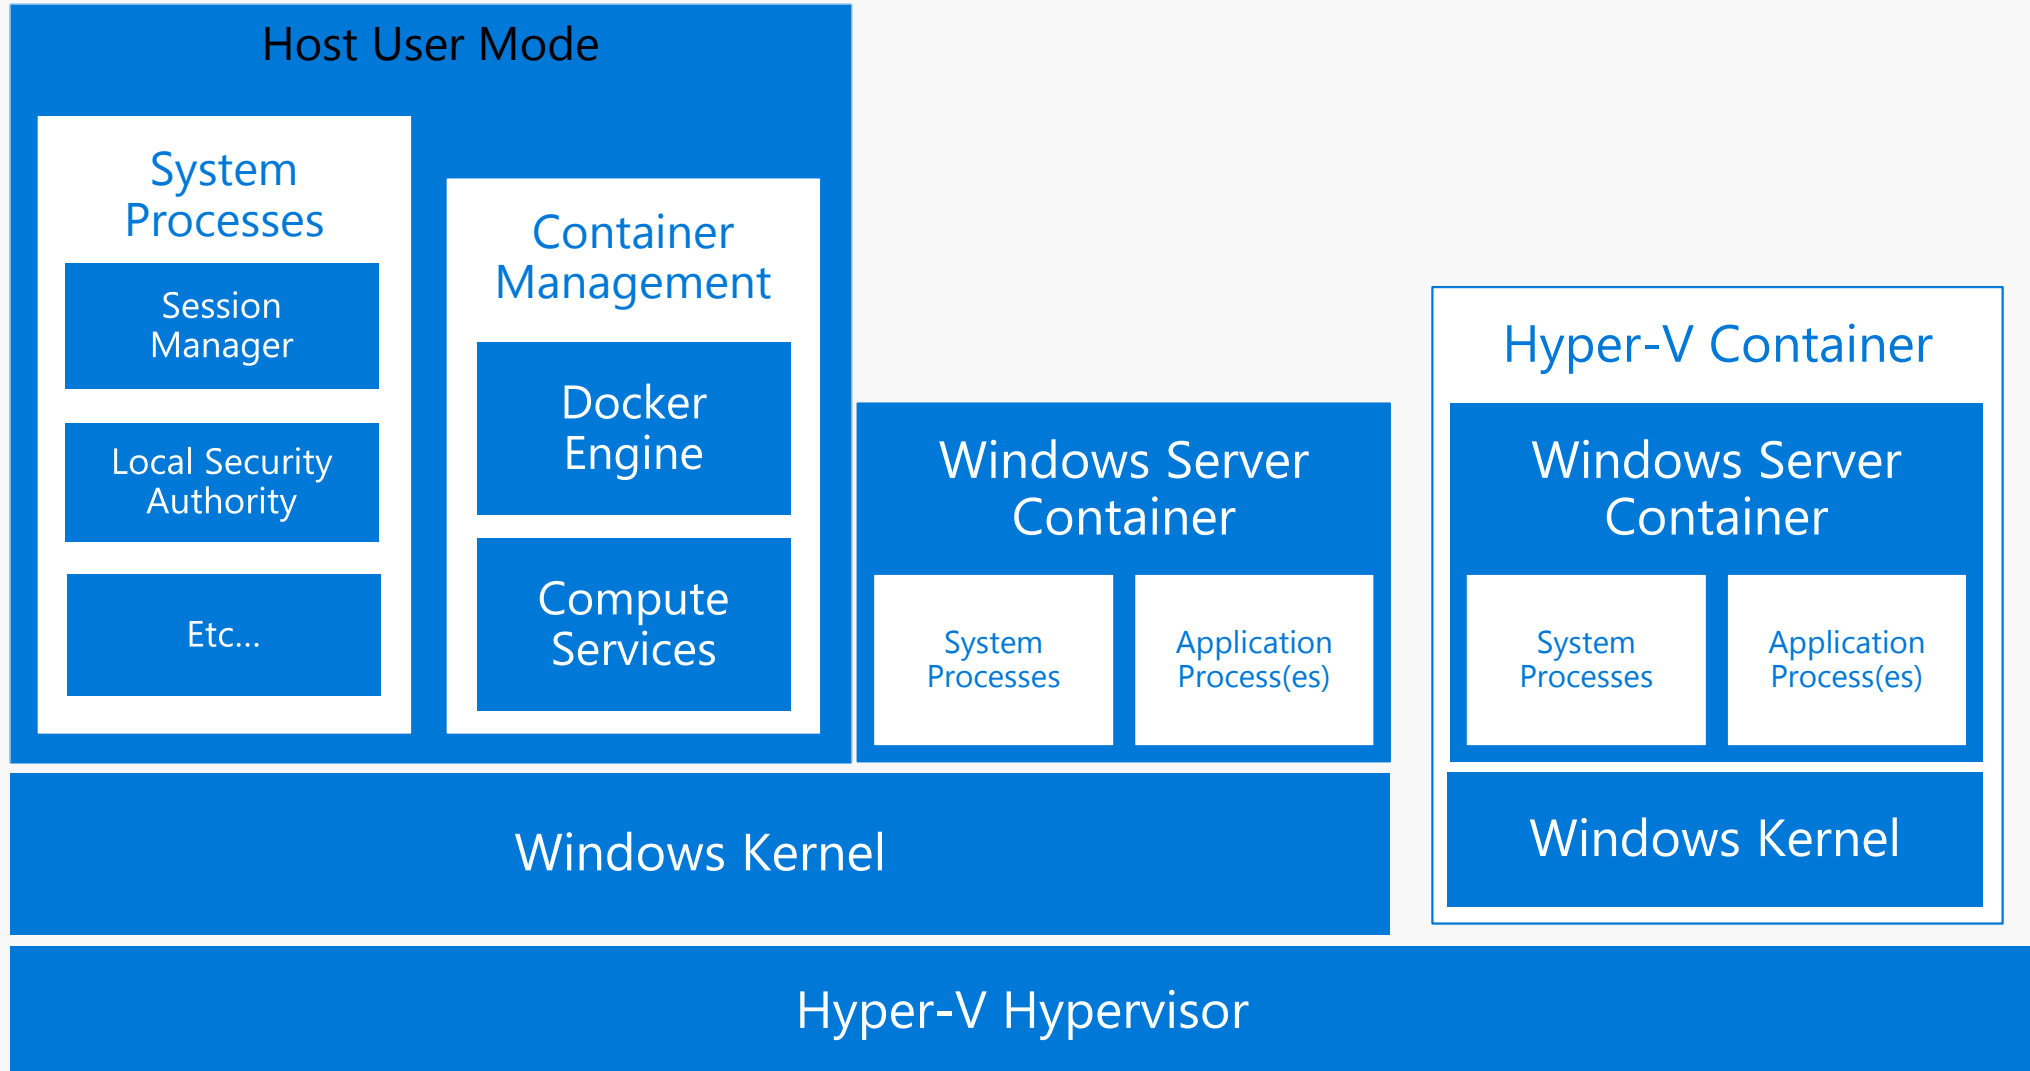 Host User Mode
System
Processes
Session
Manager
Local Security
Authority
Etc...
Container
Management
Docker
Engine
Compute
Services
Windows Server
Container
System
Processes
Application
Process(es)
Hyper-V Container
Windows Server
Container
System
Processes
Application
Process(es)
Windows Kernel
Windows Kernel
Hyper-V Hypervisor